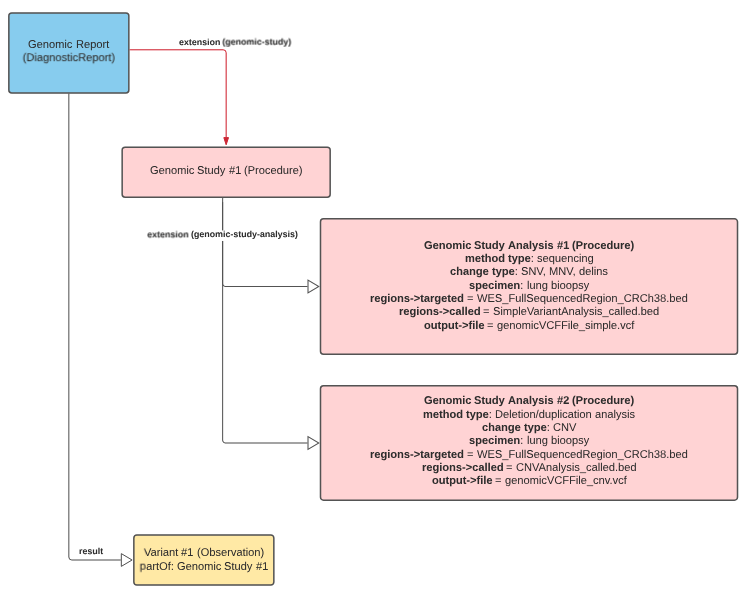 Genomic Report
(DiagnosticReport)
extension (genomic-study)
Genomic Study #1 (Procedure)
extension (genomic-study-analysis)
Genomic Study Analysis #1 (Procedure)
method type: sequencing
change type: SNV, MNV, delins
specimen: lung bioopsy
regions->targeted = WES_FullSequencedRegion_CRCh38.bed
regions->called = SimpleVariantAnalysis_called.bed
output->file = genomicVCFFile_simple.vcf
Genomic Study Analysis #2 (Procedure)
method type: Deletion/duplication analysis
change type: CNV
specimen: lung bioopsy
regions->targeted = WES_FullSequencedRegion_CRCh38.bed
regions->called = CNVAnalysis_called.bed
output->file = genomicVCFFile_cnv.vcf
result
Variant #1 (Observation)
partOf: Genomic Study #1